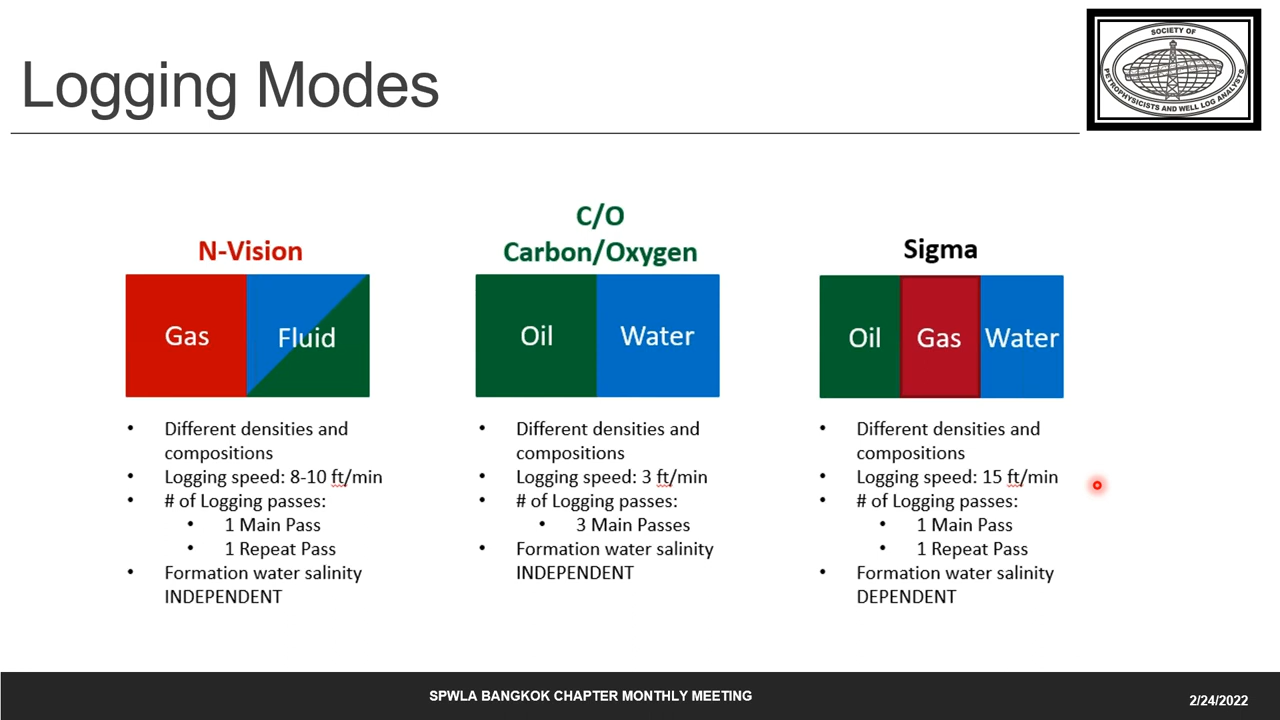 Logging Modes
SOCIETY OF
PETROPHYSICISTS AND WELL LOG ANALYSTS
N-Vision
Gas
Fluid
• Different densities and
compositions
• Logging speed: 8-10 ft/min
• # of Logging passes:
• 1 Main Pass
• 1 Repeat Pass
• Formation water salinity
INDEPENDENT
C/O
Carbon/Oxygen
Oil
Water
• Different densities and
compositions
• Logging speed: 3 ft/min
• # of Logging passes:
• 3 Main Passes
• Formation water salinity
INDEPENDENT
Sigma
Oil
Gas
Water
• Different densities and
compositions
• Logging speed: 15 ft/min
• # of Logging passes:
• 1 Main Pass
• 1 Repeat Pass
• Formation water salinity
DEPENDENT
SPWLA BANGKOK CHAPTER MONTHLY MEETING
2/24/2022